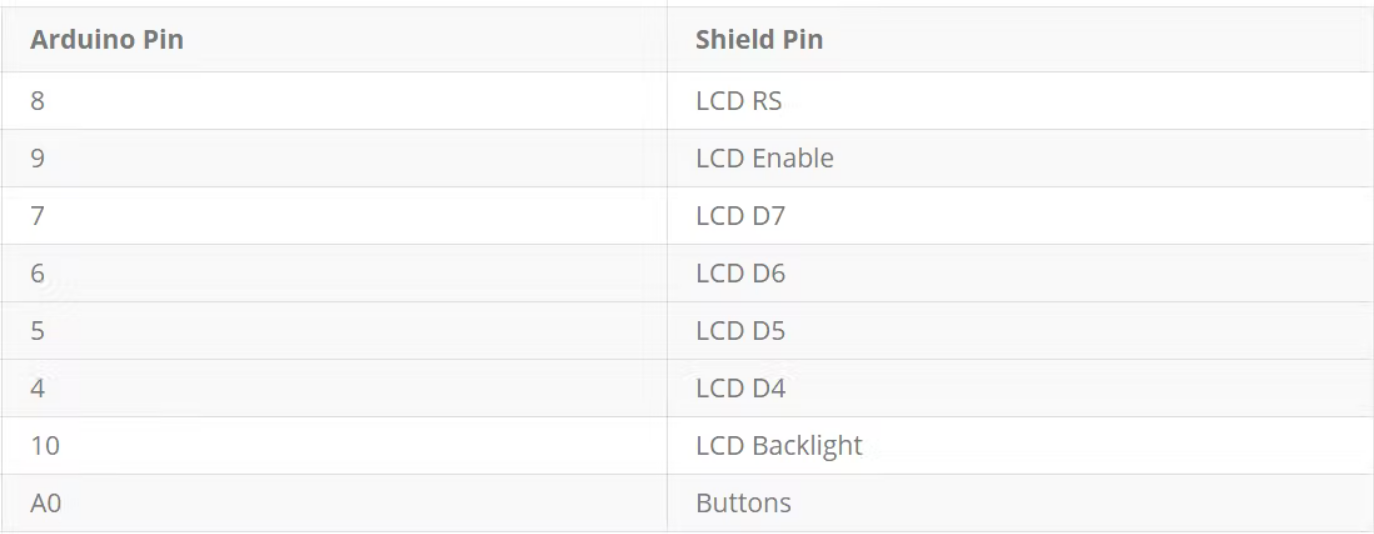 Arduino Pin Shield Pin
8 LCD RS
9 LCD Enable
7 LCD D7
6 LCD D6
5 LCD D5
4 LCD D4
10 LCD Backlight
A0 Buttons